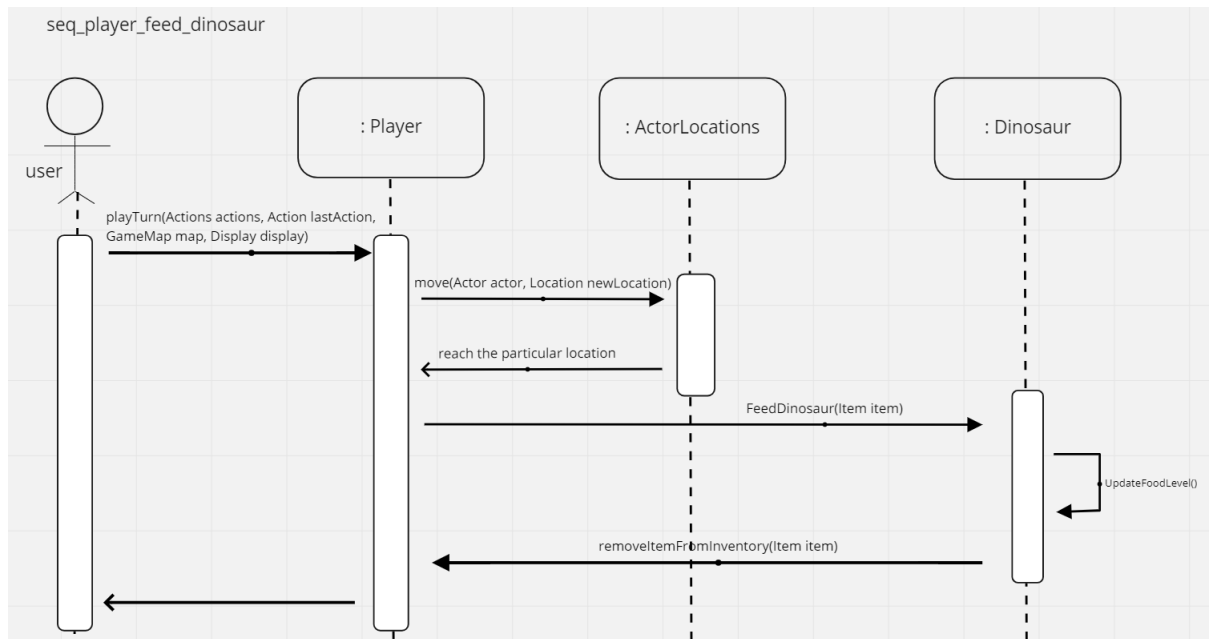 seq_player_feed_dinosaur
: Player
: ActorLocations
: Dinosaur
user
playTurn(Actions actions, Action lastAction,
GameMap map, Display display)
move(Actor actor, Location newLocation)
reach the particular location
FeedDinosaur(Item item)
UpdateFoodLevel()
removeItemFromInventory(Item item)